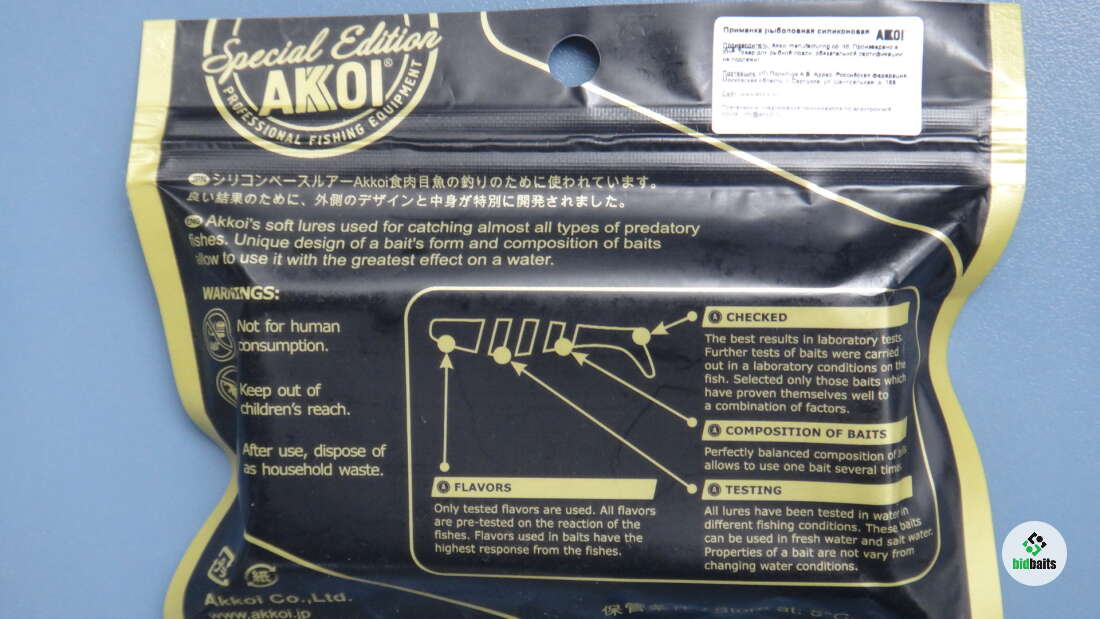 Special Edition
AKKOI®
PROFESSIONAL FISHING EQUIPMENT
Приманка рыболовная силиконовая AKKOI
JPN シリコンベースルアーAkkoi食肉目魚の釣りのために使われています。
良い結果のために、外側のデザインと中身が特別に開発されました。
ENG Akkoi's soft lures used for catching almost all types of predatory
fishes. Unique design of a bait's form and composition of baits
allow to use it with the greatest effect on a water.
WARNINGS:
Not for human
consumption.
Keep out of
children's reach.
After use, dispose of
as household waste.
CHECKED
The best results in laboratory tests.
Further tests of baits were carried
out in a laboratory conditions on the
fish. Selected only those baits which
have proven themselves well to
a combination of factors.
COMPOSITION OF BAITS
Perfectly balanced composition of
allows to use one bait several
TESTING
All lures have been tested in water in
different fishing conditions. These baits
can be used in fresh water and salt water.
Properties of a bait are not vary from
changing water conditions.
FLAVORS
Only tested flavors are used. All flavors
are pre-tested on the reaction of the
fishes. Flavors used in baits have the
highest response from the fishes.
Akkoi Co.,Ltd.
www.akkoi.jp
bidbaits